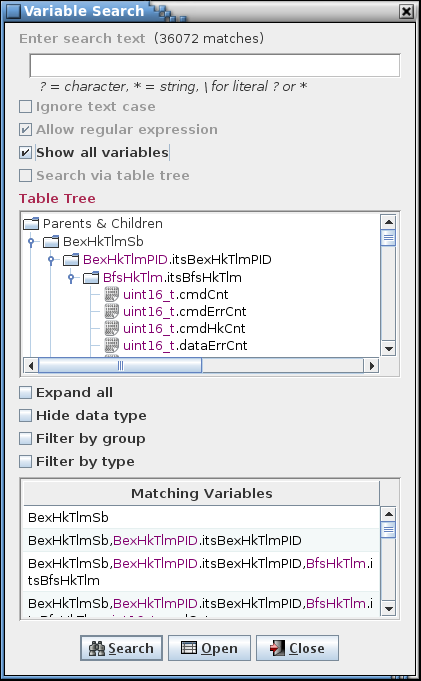 Variable Search
Enter search text (36072 matches)
? = character, * = string, \ for literal ? or *
Ignore text case
Allow regular expression
Show all variables
Search via table tree
Table Tree
Parents & Children
BexHkTlmSb
BexHkTlmPID.itsBexHkTlmPID
BfsHkTlm.itsBfsHkTlm
uint16_t.cmdCnt
uint16_t.cmdErrCnt
uint16_t.cmdHkCnt
uint16_t.dataErrCnt
Expand all
Hide data type
Filter by group
Filter by type
Matching Variables
BexHkTlmSb
BexHkTlmSb,BexHkTlmPID.itsBexHkTlmPID
BexHkTlmSb,BexHkTlmPID.itsBexHkTlmPID,BfsHkTlm.i
tsBfsHkTlm
BexHkTlmSb,BexHkTlmPID.itsBexHkTlmPID,BfsHkTlm.i
Search Open Close